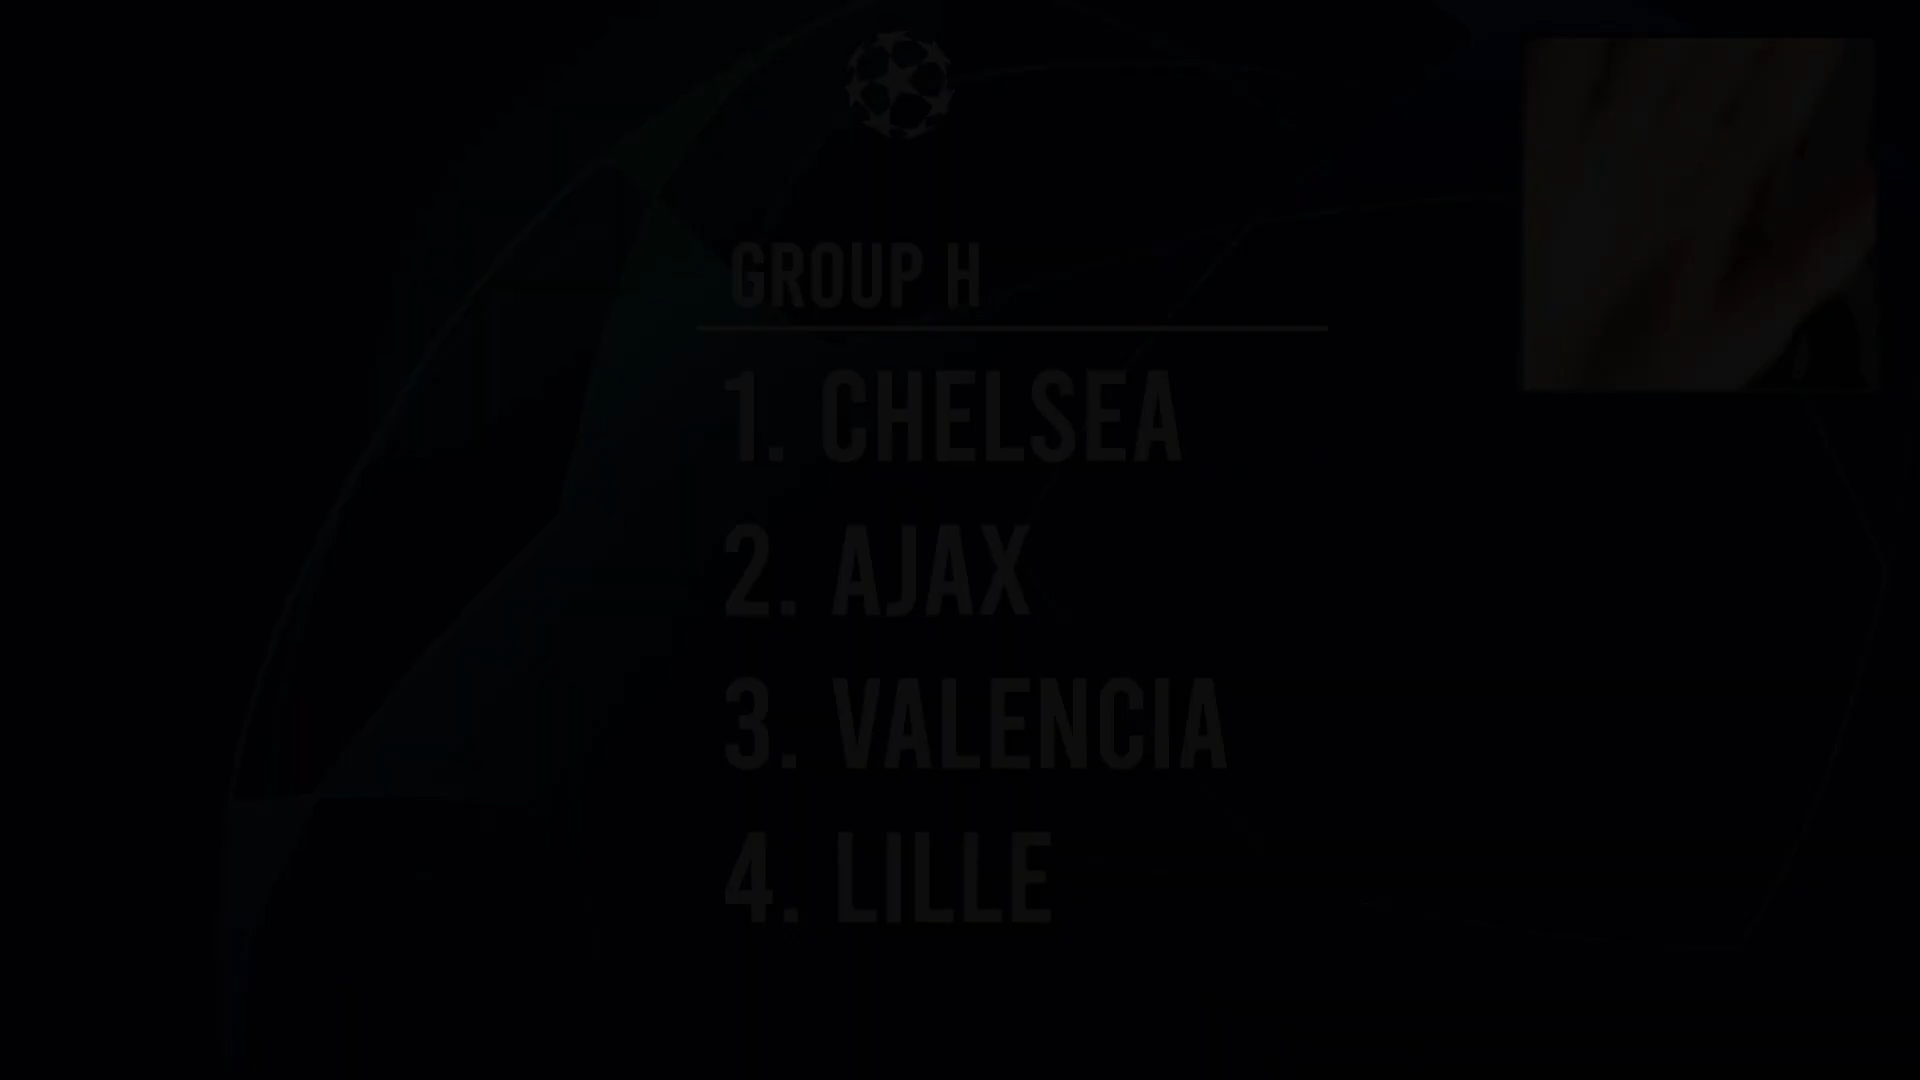 GROUP H
1. CHELSEA
2. AJAX
3. VALENCIA
4. LILLE